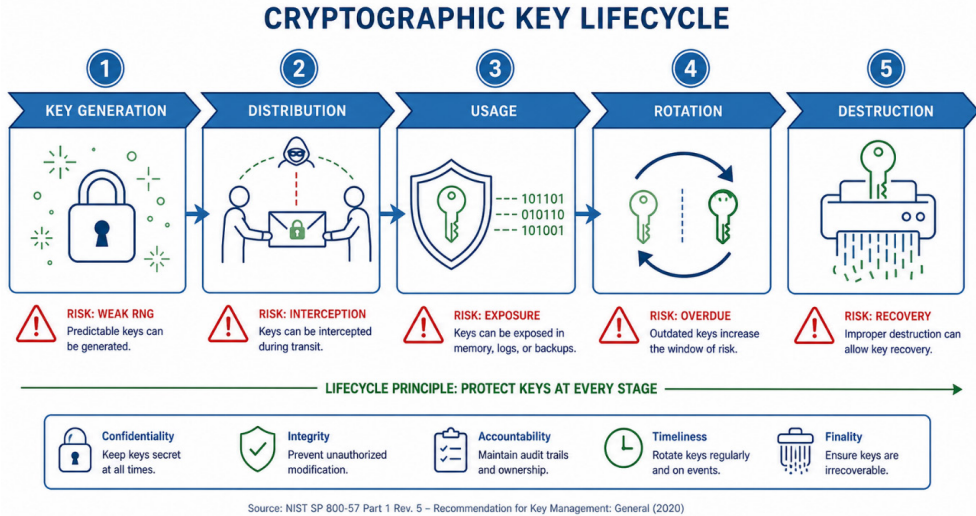 CRYPTOGRAPHIC KEY LIFECYCLE
1
2
3
4
5
KEY GENERATION
DISTRIBUTION
USAGE
ROTATION
DESTRUCTION
101101
010110
101001
RISK: WEAK RNG
Predictable keys can
be generated.
RISK: INTERCEPTION
Keys can be intercepted
during transit.
RISK: EXPOSURE
Keys can be exposed in
memory, logs, or backups.
RISK: OVERDUE
Outdated keys increase
the window of risk.
RISK: RECOVERY
Improper destruction can
allow key recovery.
LIFECYCLE PRINCIPLE: PROTECT KEYS AT EVERY STAGE
Confidentiality
Keep keys secret
at all times.
Integrity
Prevent unauthorized
modification.
Accountability
Maintain audit trails
and ownership.
Timeliness
Rotate keys regularly
and on events.
Finality
Ensure keys are
irrecoverable.
Source: NIST SP 800-57 Part 1 Rev. 5 – Recommendation for Key Management: General (2020)